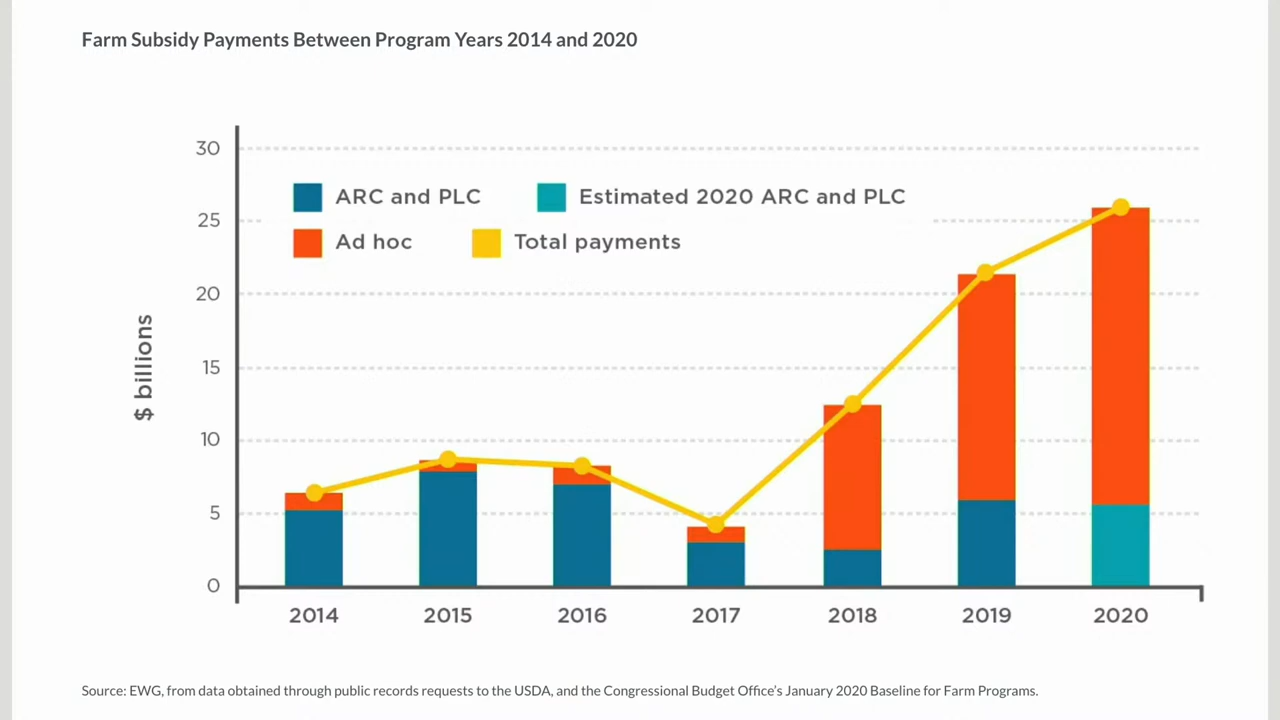 Farm Subsidy Payments Between Program Years 2014 and 2020
30
ARC and PLC
Estimated 2020 ARC and PLC
25
Ad hoc
Total payments
20
$ billions
15
10
5
0
2014
2015
2016
2017
2018
2019
2020
Source: EWG, from data obtained through public records requests to the USDA, and the Congressional Budget Office's January 2020 Baseline for Farm Programs.